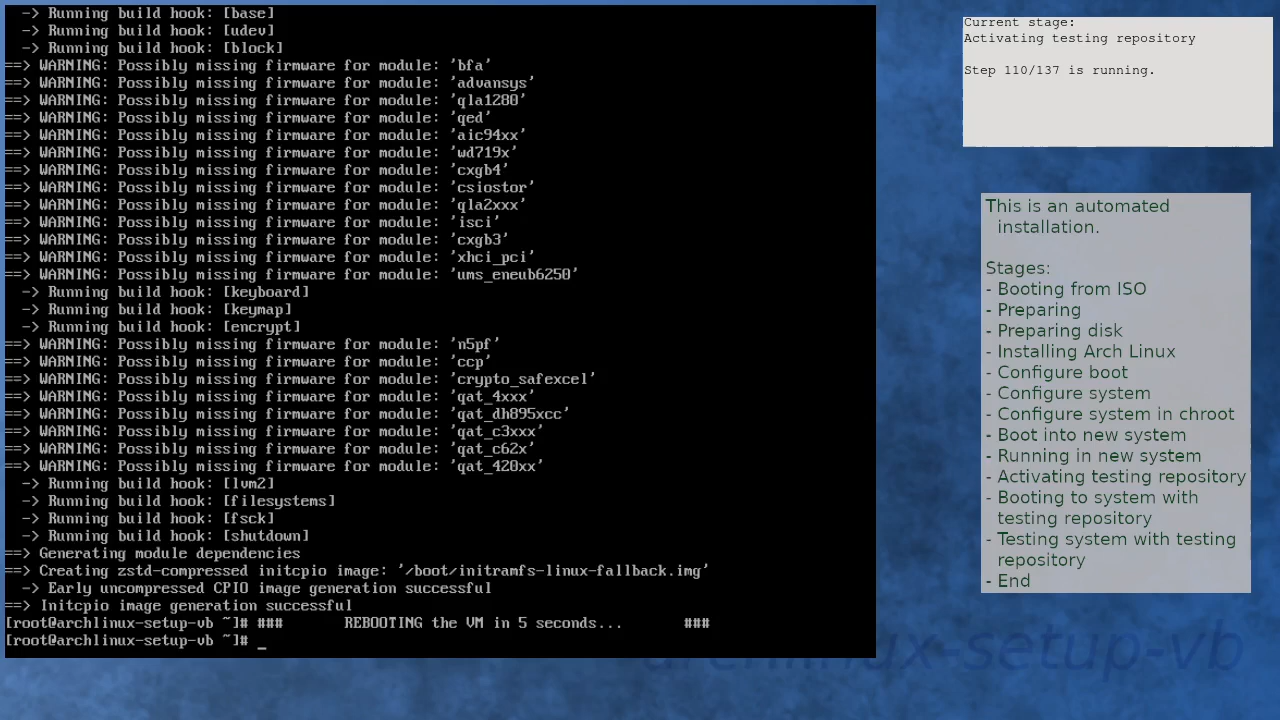 -> Running build hook: [base]
-> Running build hook: [udev]
-> Running build hook: [block]
==> WARNING: Possibly missing firmware for module: 'bfa'
==> WARNING: Possibly missing firmware for module: 'advansys'
==> WARNING: Possibly missing firmware for module: 'qla1280'
==> WARNING: Possibly missing firmware for module: 'qed'
==> WARNING: Possibly missing firmware for module: 'aic94xx'
==> WARNING: Possibly missing firmware for module: 'wd719x'
==> WARNING: Possibly missing firmware for module: 'cxgb4'
==> WARNING: Possibly missing firmware for module: 'csiostor'
==> WARNING: Possibly missing firmware for module: 'qla2xxx'
==> WARNING: Possibly missing firmware for module: 'isci'
==> WARNING: Possibly missing firmware for module: 'cxgb3'
==> WARNING: Possibly missing firmware for module: 'xhci_pci'
==> WARNING: Possibly missing firmware for module: 'ums_eneub6250'
-> Running build hook: [keyboard]
-> Running build hook: [keymap]
-> Running build hook: [encrypt]
==> WARNING: Possibly missing firmware for module: 'n5pf'
==> WARNING: Possibly missing firmware for module: 'ccp'
==> WARNING: Possibly missing firmware for module: 'crypto_safexcel'
==> WARNING: Possibly missing firmware for module: 'qat_4xxx'
==> WARNING: Possibly missing firmware for module: 'qat_dh895xcc'
==> WARNING: Possibly missing firmware for module: 'qat_c3xxx'
==> WARNING: Possibly missing firmware for module: 'qat_c62x'
==> WARNING: Possibly missing firmware for module: 'qat_420xx'
-> Running build hook: [lvm2]
-> Running build hook: [filesystems]
-> Running build hook: [fsck]
-> Running build hook: [shutdown]
==> Generating module dependencies
==> Creating zstd-compressed initcpio image: '/boot/initramfs-linux-fallback.img'
-> Early uncompressed CPIO image generation successful
==> Initcpio image generation successful
[root@archlinux-setup-vb ~]# ### REBOOTING the VM in 5 seconds... ###
[root@archlinux-setup-vb ~]# _
Current stage:
Activating testing repository
Step 110/137 is running.
This is an automated
installation.
Stages:
- Booting from ISO
- Preparing
- Preparing disk
- Installing Arch Linux
- Configure boot
- Configure system
- Configure system in chroot
- Boot into new system
- Running in new system
- Activating testing repository
- Booting to system with
testing repository
- Testing system with testing
repository
- End
archlinux-setup-vb